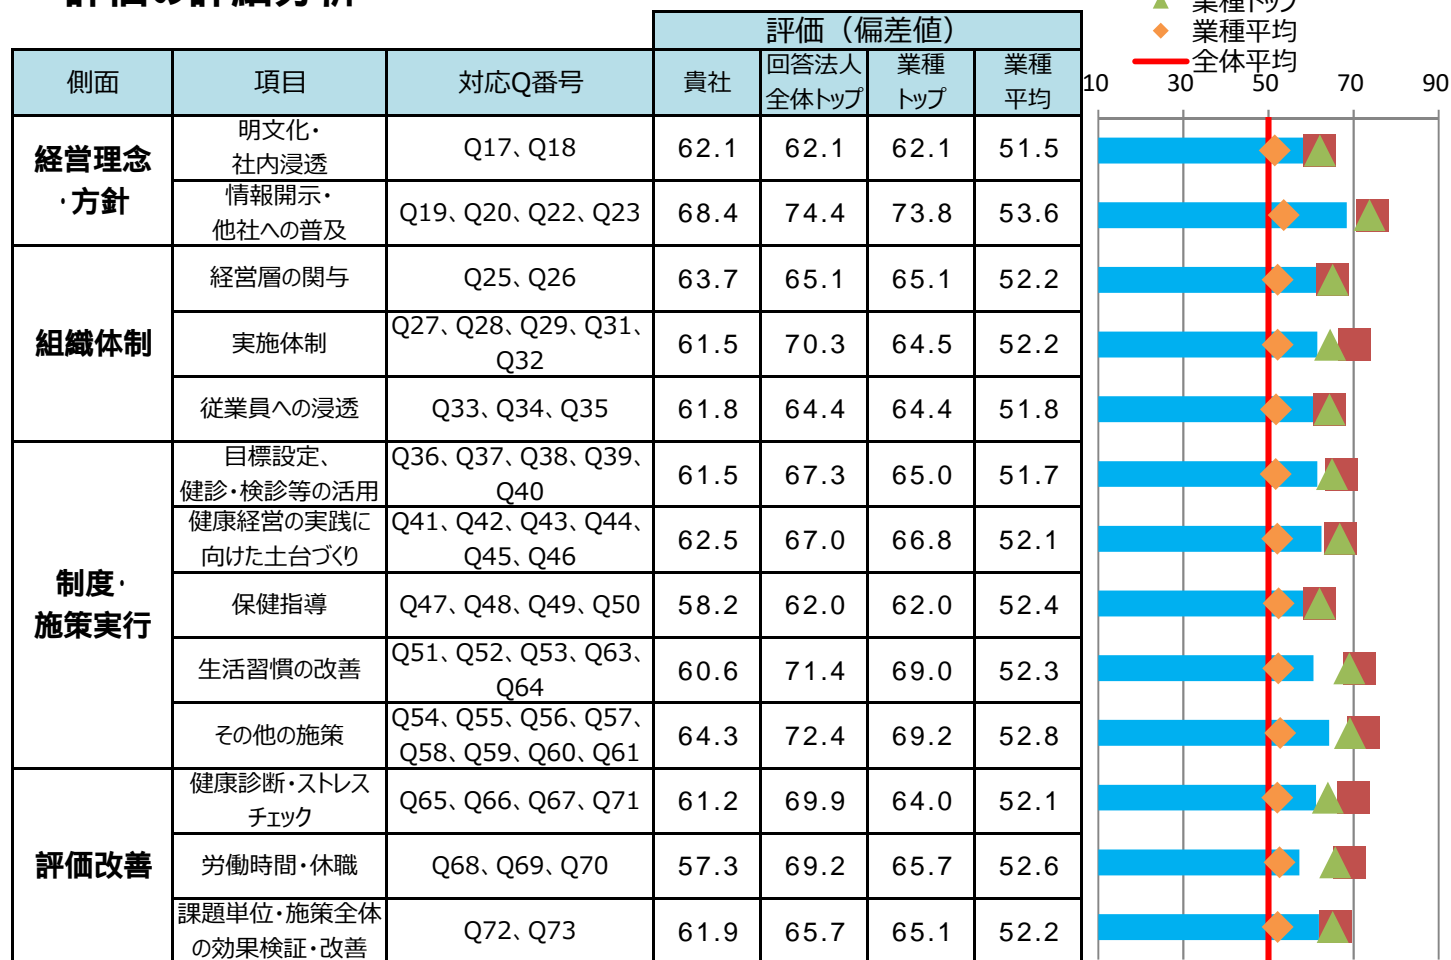 評価の詳細分析
業種トップ
業種平均
全体平均
評価（偏差値）
側面 項目 対応Q番号 貴社 回答法人 業種 業種
全体トップ トップ 平均
10 30 50 70 90
経営理念
・方針
明文化・
社内浸透
Q17、Q18 62.1 62.1 62.1 51.5
情報開示・
他社への普及
Q19、Q20、Q22、Q23 68.4 74.4 73.8 53.6
組織体制
経営層の関与 Q25、Q26 63.7 65.1 65.1 52.2
実施体制
Q27、Q28、Q29、Q31、
Q32
61.5 70.3 64.5 52.2
従業員への浸透 Q33、Q34、Q35 61.8 64.4 64.4 51.8
制度・
施策実行
目標設定、
健診・検診等の活用
Q36、Q37、Q38、Q39、
Q40
61.5 67.3 65.0 51.7
健康経営の実践に
向けた土台づくり
Q41、Q42、Q43、Q44、
Q45、Q46
62.5 67.0 66.8 52.1
保健指導 Q47、Q48、Q49、Q50 58.2 62.0 62.0 52.4
生活習慣の改善
Q51、Q52、Q53、Q63、
Q64
60.6 71.4 69.0 52.3
その他の施策
Q54、Q55、Q56、Q57、
Q58、Q59、Q60、Q61
64.3 72.4 69.2 52.8
評価改善
健康診断・ストレス
チェック
Q65、Q66、Q67、Q71 61.2 69.9 64.0 52.1
労働時間・休職 Q68、Q69、Q70 57.3 69.2 65.7 52.6
課題単位・施策全体
の効果検証・改善
Q72、Q73 61.9 65.7 65.1 52.2